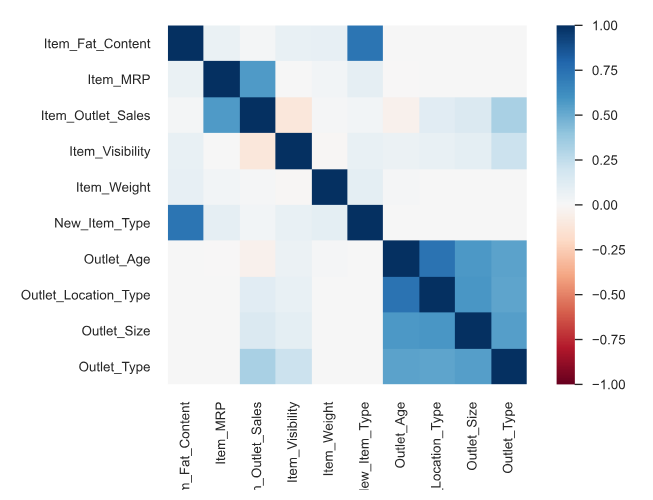 Item_Fat_Content
Item_MRP
Item_Outlet_Sales
Item_Visibility
Item_Weight
New_Item_Type
Outlet_Age
Outlet_Location_Type
Outlet_Size
Outlet_Type
1.00
0.75
0.50
0.25
0.00
−0.25
−0.50
−0.75
−1.00
m_Fat_Content
Item_MRP
n_Outlet_Sales
Item_Visibility
Item_Weight
lew_Item_Type
Outlet_Age
_Location_Type
Outlet_Size
Outlet_Type